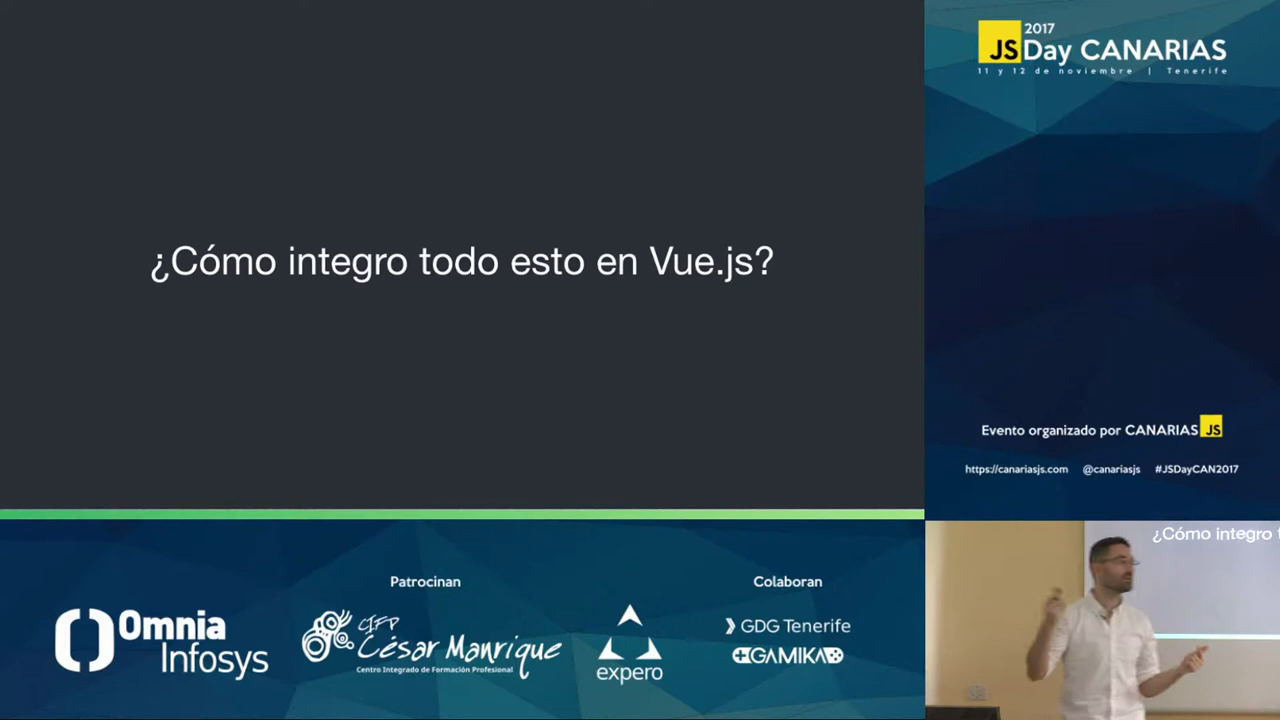 ¿Cómo integro todo esto en Vue.js?
2017
JSDay CANARIAS
11 y 12 de noviembre | Tenerife
Evento organizado por CANARIAS JS
https://canariasjs.com @canariasjs #JSDayCAN2017
¿Cómo integro t
Patrocinan
Omnia
Infosys
CIFP
César Manrique
Centro Integrado de Formación Profesional
expero
Colaboran
GDG Tenerife
GAMIKA